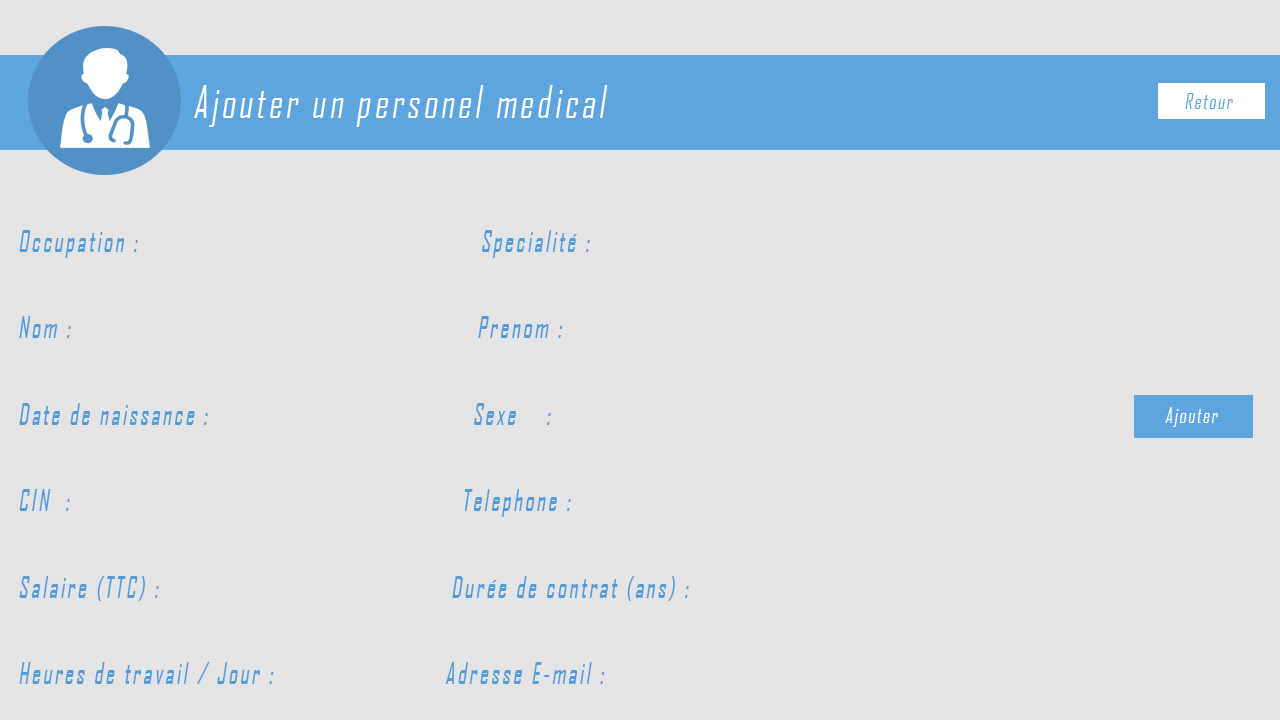 Ajouter un personel medical
Retour
Occupation :
Specialité :
Nom :
Prenom :
Date de naissance :
Sexe :
Ajouter
CIN :
Telephone :
Salaire (TTC) :
Durée de contrat (ans) :
Heures de travail / Jour :
Adresse E-mail :